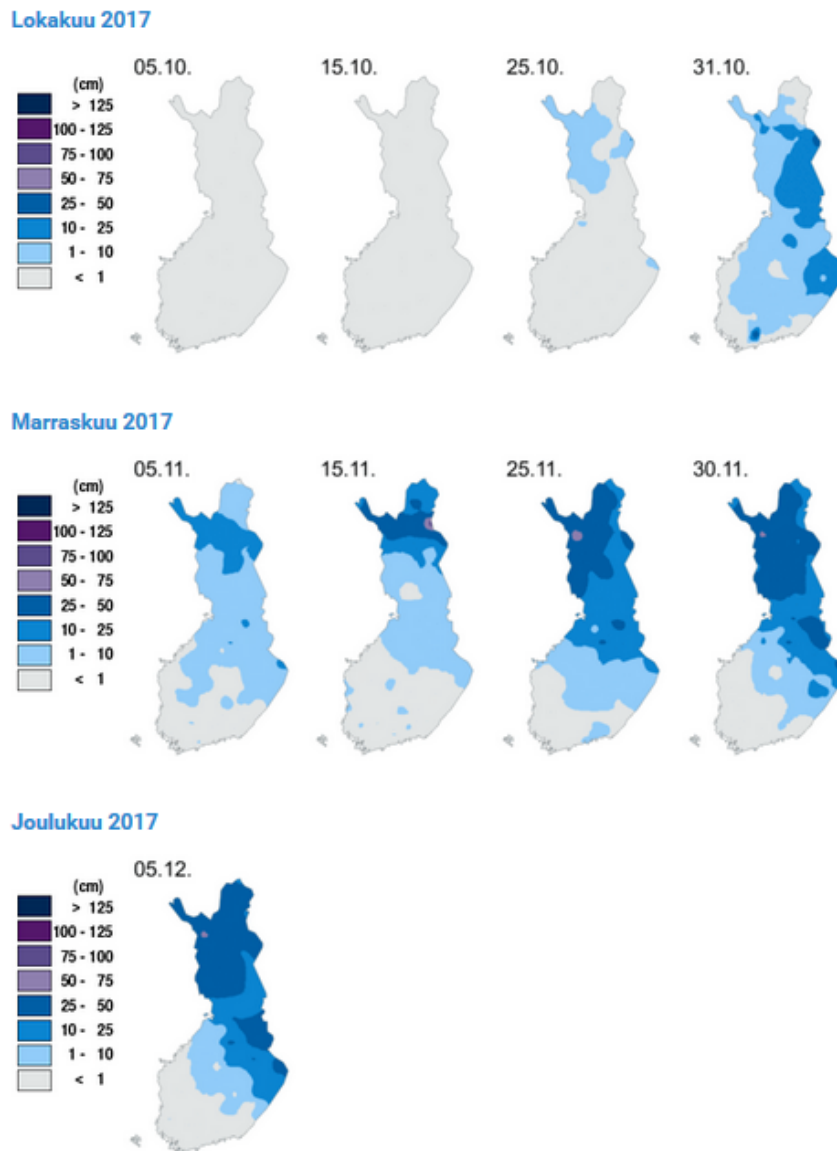 Lokakuu 2017
05.10. 15.10. 25.10. 31.10.
(cm)
> 125
100 - 125
75 - 100
50 - 75
25 - 50
10 - 25
1 - 10
< 1
Marraskuu 2017
05.11. 15.11. 25.11. 30.11.
(cm)
> 125
100 - 125
75 - 100
50 - 75
25 - 50
10 - 25
1 - 10
< 1
Joulukuu 2017
05.12.
(cm)
> 125
100 - 125
75 - 100
50 - 75
25 - 50
10 - 25
1 - 10
< 1